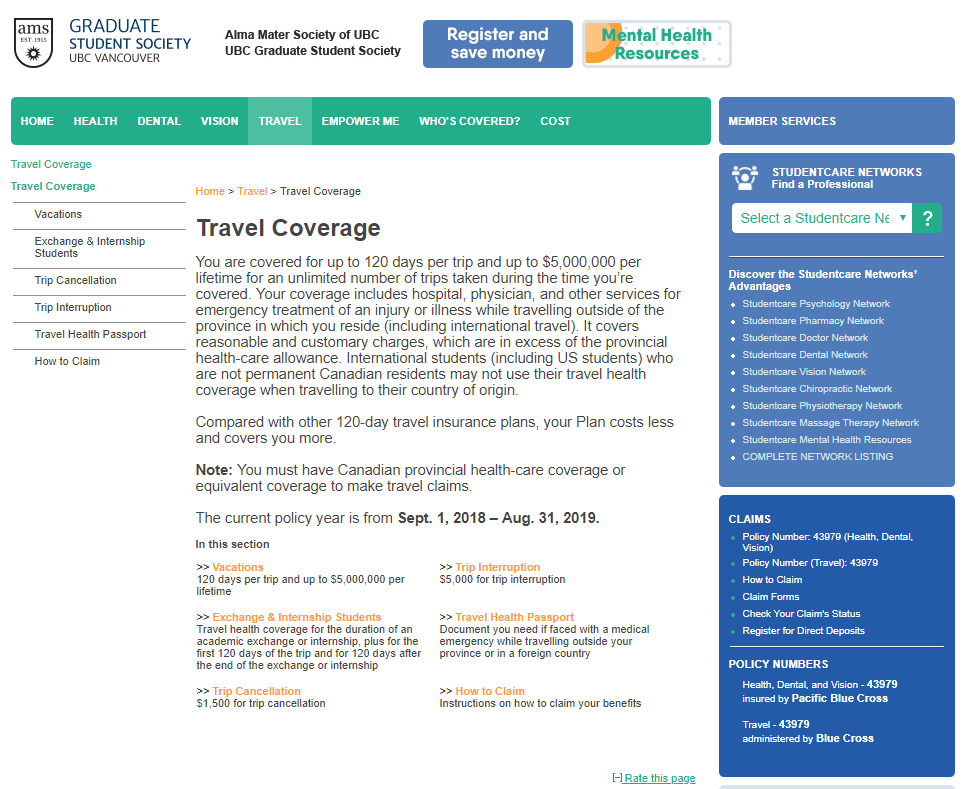 ams
EST. 1915
GRADUATE
STUDENT SOCIETY
UBC VANCOUVER
Alma Mater Society of UBC
UBC Graduate Student Society
Register and
save money
Mental Health
Resources
HOME HEALTH DENTAL VISION TRAVEL EMPOWER ME WHO'S COVERED? COST
MEMBER SERVICES
Travel Coverage
Travel Coverage
Vacations
Exchange & Internship
Students
Trip Cancellation
Trip Interruption
Travel Health Passport
How to Claim
Home > Travel > Travel Coverage
Travel Coverage
You are covered for up to 120 days per trip and up to $5,000,000 per
lifetime for an unlimited number of trips taken during the time you're
covered. Your coverage includes hospital, physician, and other services for
emergency treatment of an injury or illness while travelling outside of the
province in which you reside (including international travel). It covers
reasonable and customary charges, which are in excess of the provincial
health-care allowance. International students (including US students) who
are not permanent Canadian residents may not use their travel health
coverage when travelling to their country of origin.
Compared with other 120-day travel insurance plans, your Plan costs less
and covers you more.
Note: You must have Canadian provincial health-care coverage or
equivalent coverage to make travel claims.
The current policy year is from Sept. 1, 2018 – Aug. 31, 2019.
In this section
>> Vacations
120 days per trip and up to $5,000,000 per
lifetime
>> Trip Interruption
$5,000 for trip interruption
>> Exchange & Internship Students
Travel health coverage for the duration of an
academic exchange or internship, plus for the
first 120 days of the trip and for 120 days after
the end of the exchange or internship
>> Travel Health Passport
Document you need if faced with a medical
emergency while travelling outside your
province or in a foreign country
>> Trip Cancellation
$1,500 for trip cancellation
>> How to Claim
Instructions on how to claim your benefits
[-] Rate this page
STUDENTCARE NETWORKS
Find a Professional
Select a Studentcare Ne
?
Discover the Studentcare Networks'
Advantages
Studentcare Psychology Network
Studentcare Pharmacy Network
Studentcare Doctor Network
Studentcare Dental Network
Studentcare Vision Network
Studentcare Chiropractic Network
Studentcare Physiotherapy Network
Studentcare Massage Therapy Network
Studentcare Mental Health Resources
COMPLETE NETWORK LISTING
CLAIMS
Policy Number: 43979 (Health, Dental,
Vision)
Policy Number (Travel): 43979
How to Claim
Claim Forms
Check Your Claim's Status
Register for Direct Deposits
POLICY NUMBERS
Health, Dental, and Vision - 43979
insured by Pacific Blue Cross
Travel - 43979
administered by Blue Cross